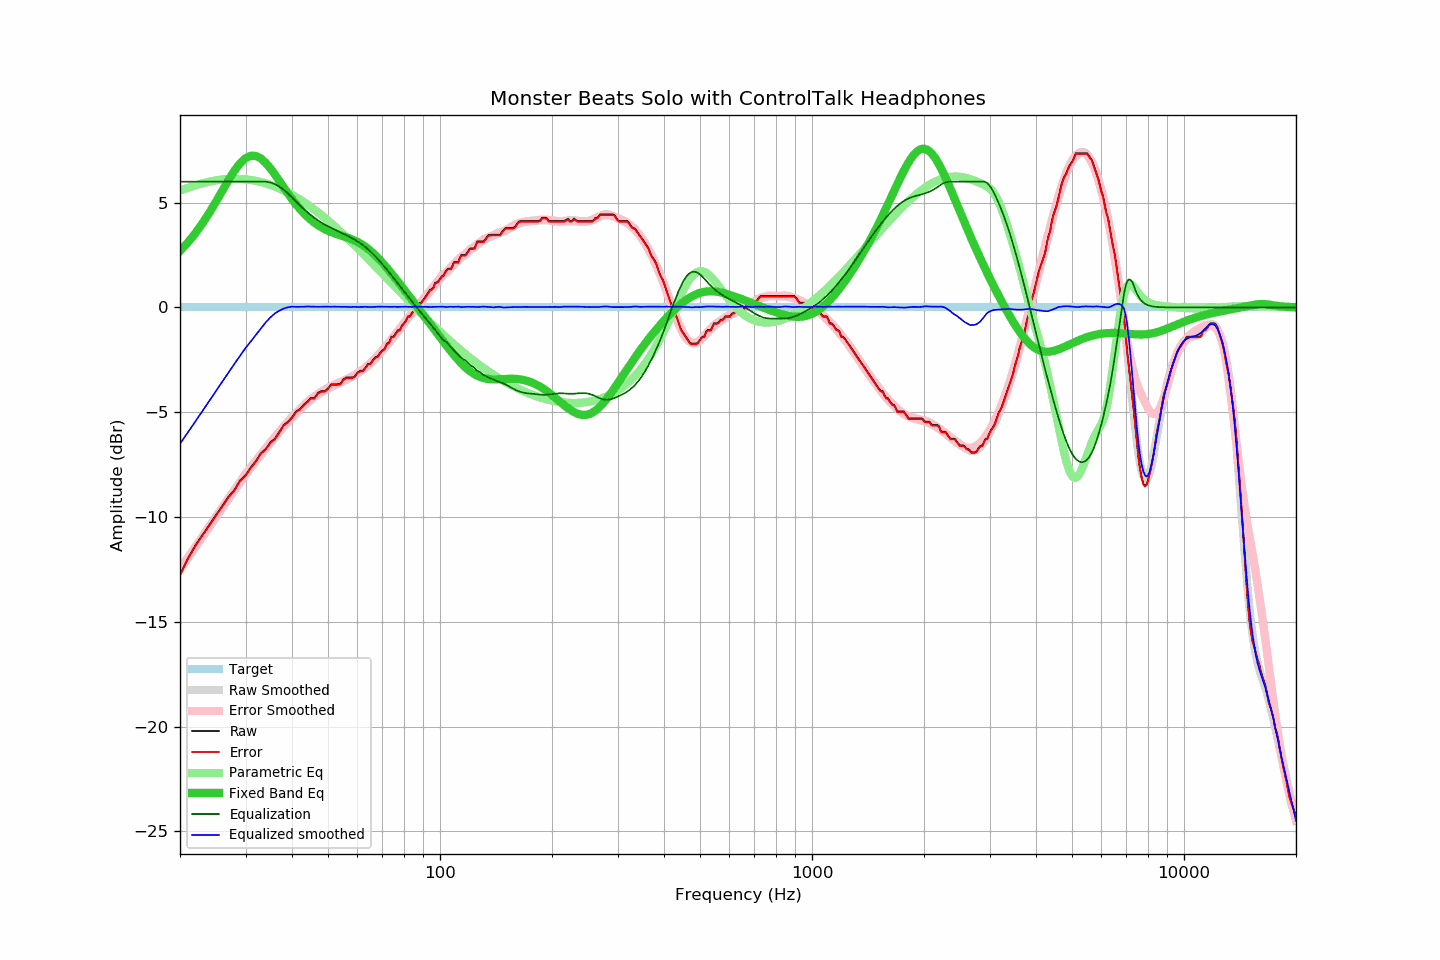 Monster Beats Solo with ControlTalk Headphones
Amplitude (dBr)
5
0
−5
−10
−15
−20
−25
Target
Raw Smoothed
Error Smoothed
Raw
Error
Parametric Eq
Fixed Band Eq
Equalization
Equalized smoothed
100
1000
10000
Frequency (Hz)